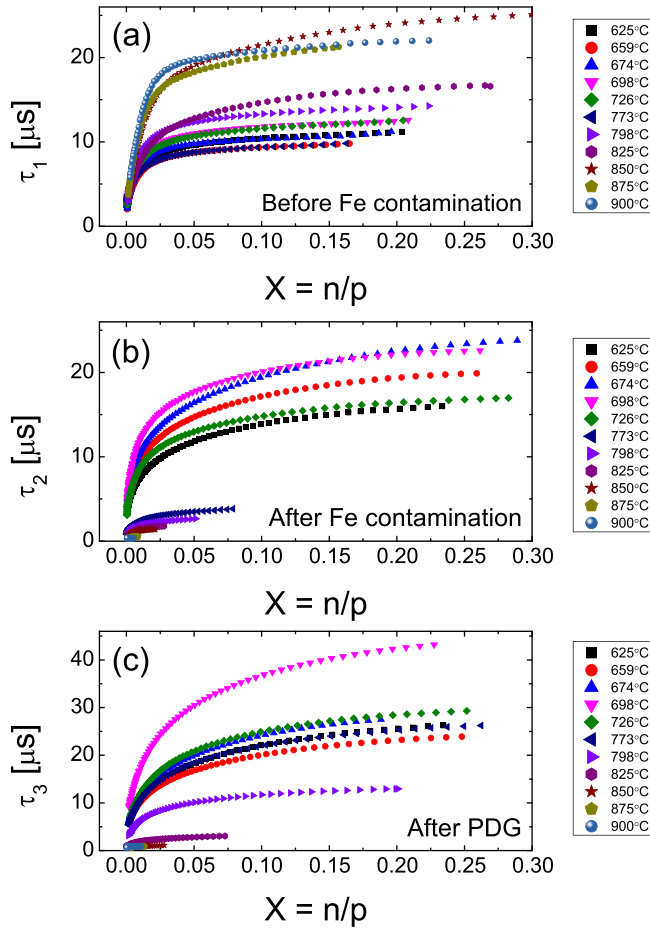 (a)
τ1 [μs]
20
10
0
0.00 0.05 0.10 0.15 0.20 0.25 0.30
Before Fe contamination
X = n/p
625°C
659°C
674°C
698°C
726°C
773°C
798°C
825°C
850°C
875°C
900°C
(b)
τ2 [μs]
20
10
0
0.00 0.05 0.10 0.15 0.20 0.25 0.30
After Fe contamination
X = n/p
625°C
659°C
674°C
698°C
726°C
773°C
798°C
825°C
850°C
875°C
900°C
(c)
τ3 [μs]
40
30
20
10
0
0.00 0.05 0.10 0.15 0.20 0.25 0.30
After PDG
X = n/p
625°C
659°C
674°C
698°C
726°C
773°C
798°C
825°C
850°C
875°C
900°C